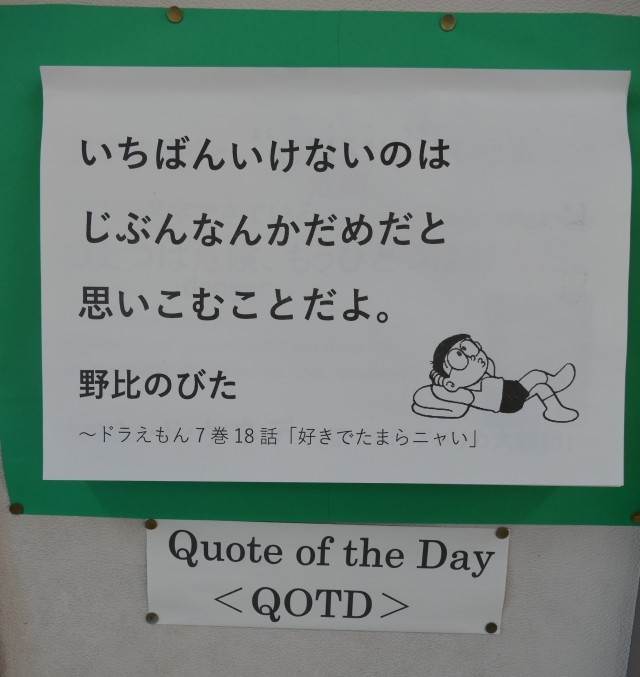 いちばんいけないのは
じぶんなんかだめだと
思いこむことだよ。
野比のびた
～ドラえもん７巻18話「好きでたまらニャい」
Quote of the Day
＜QOTD＞